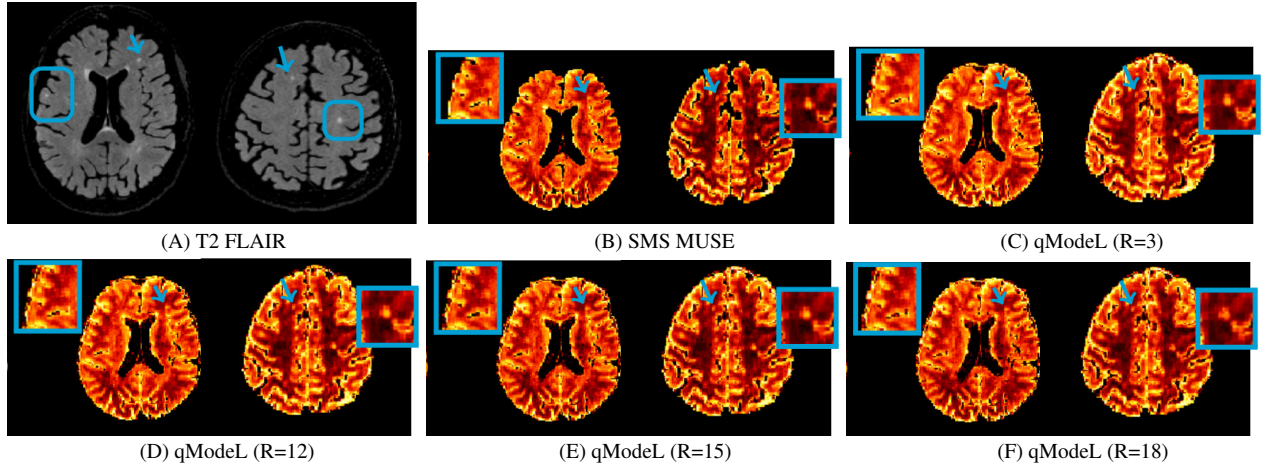 (A) T2 FLAIR
(B) SMS MUSE
(C) qModeL (R=3)
(D) qModeL (R=12)
(E) qModeL (R=15)
(F) qModeL (R=18)